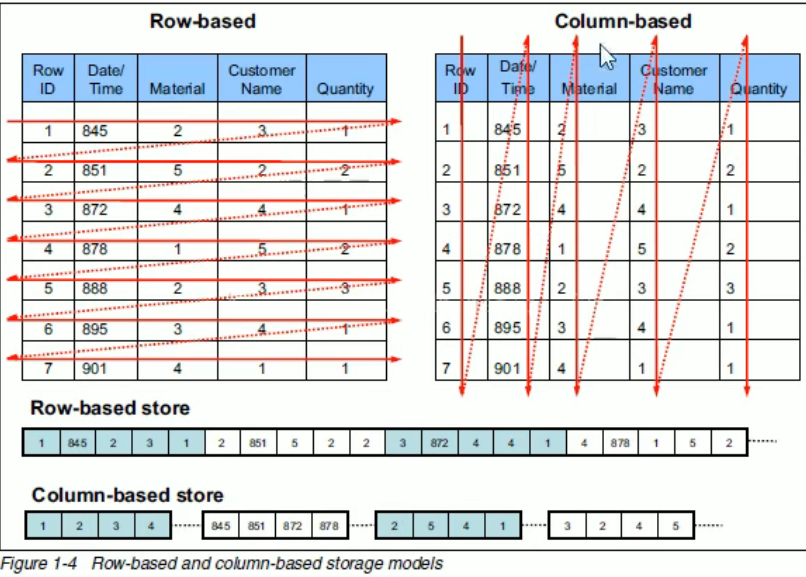 Row-based
Column-based
Row ID Date/ Time Material Customer Name Quantity
1 845 2 3 1
2 851 5 2 2
3 872 4 4 1
4 878 1 5 2
5 888 2 3 3
6 895 3 4 1
7 901 4 1 1
Row ID Date/ Time Material Customer Name Quantity
1 845 2 3 1
2 851 5 2 2
3 872 4 4 1
4 878 1 5 2
5 888 2 3 3
6 895 3 4 1
7 901 4 1 1
Row-based store
1 845 2 3 1 2 851 5 2 2 3 872 4 4 1 4 878 1 5 2
Column-based store
1 2 3 4 845 851 872 878 2 5 4 1 3 2 4 5
Figure 1-4 Row-based and column-based storage models